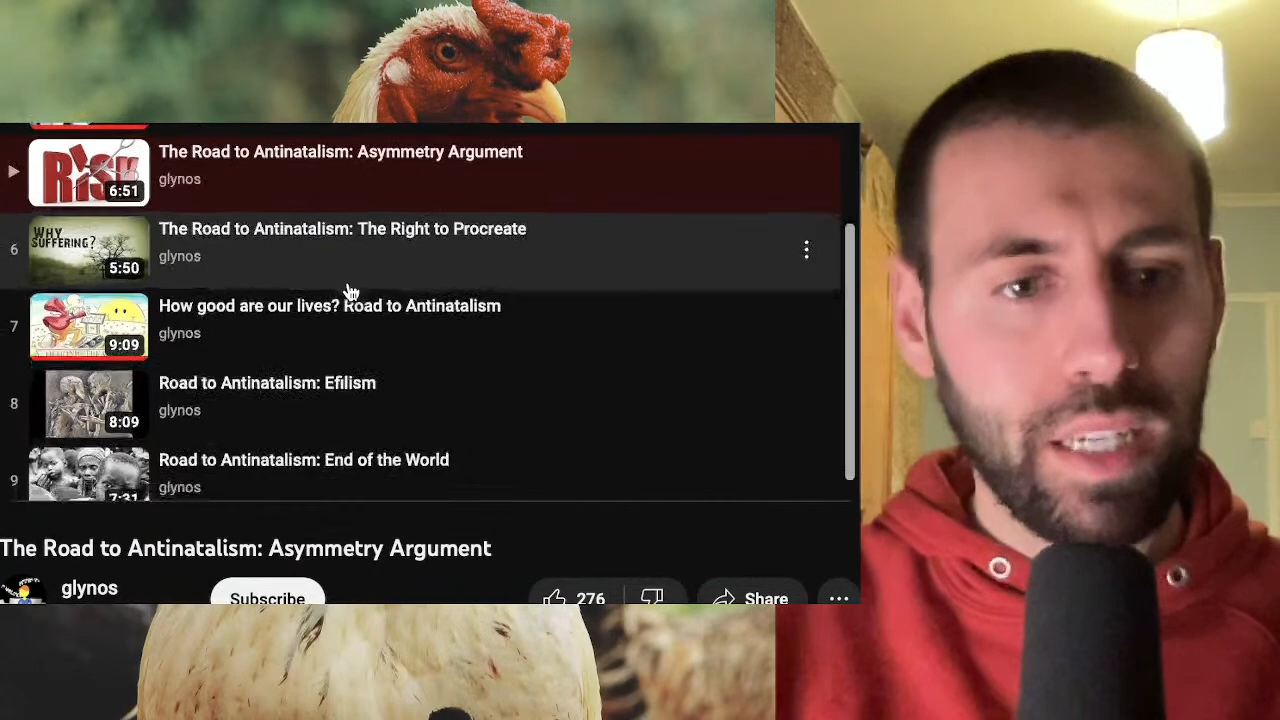 RISK
6:51
The Road to Antinatalism: Asymmetry Argument
glynos
6
WHY
SUFFERING?
5:50
The Road to Antinatalism: The Right to Procreate
glynos
7
9:09
How good are our lives? Road to Antinatalism
glynos
8
8:09
Road to Antinatalism: Efilism
glynos
9
7:31
Road to Antinatalism: End of the World
glynos
The Road to Antinatalism: Asymmetry Argument
glynos
Subscribe
276
Share